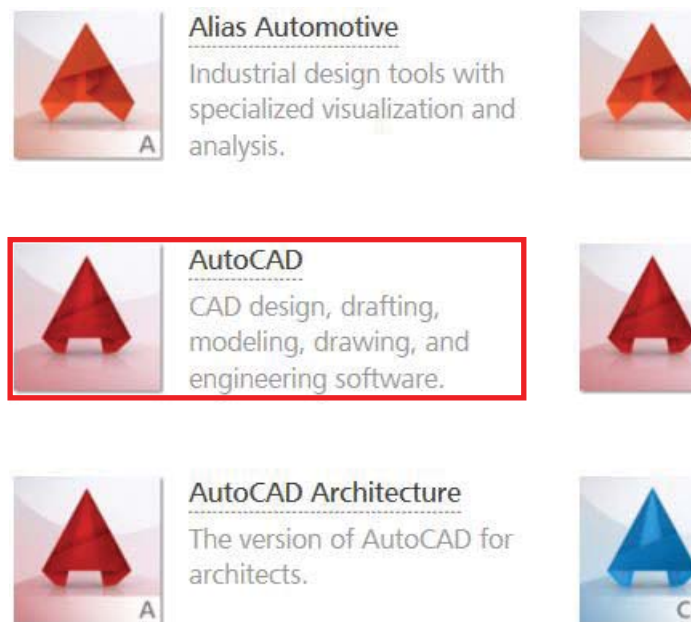 Alias Automotive
Industrial design tools with
specialized visualization and
analysis.
A
AutoCAD
CAD design, drafting,
modeling, drawing, and
engineering software.
AutoCAD Architecture
The version of AutoCAD for
architects.
A
C